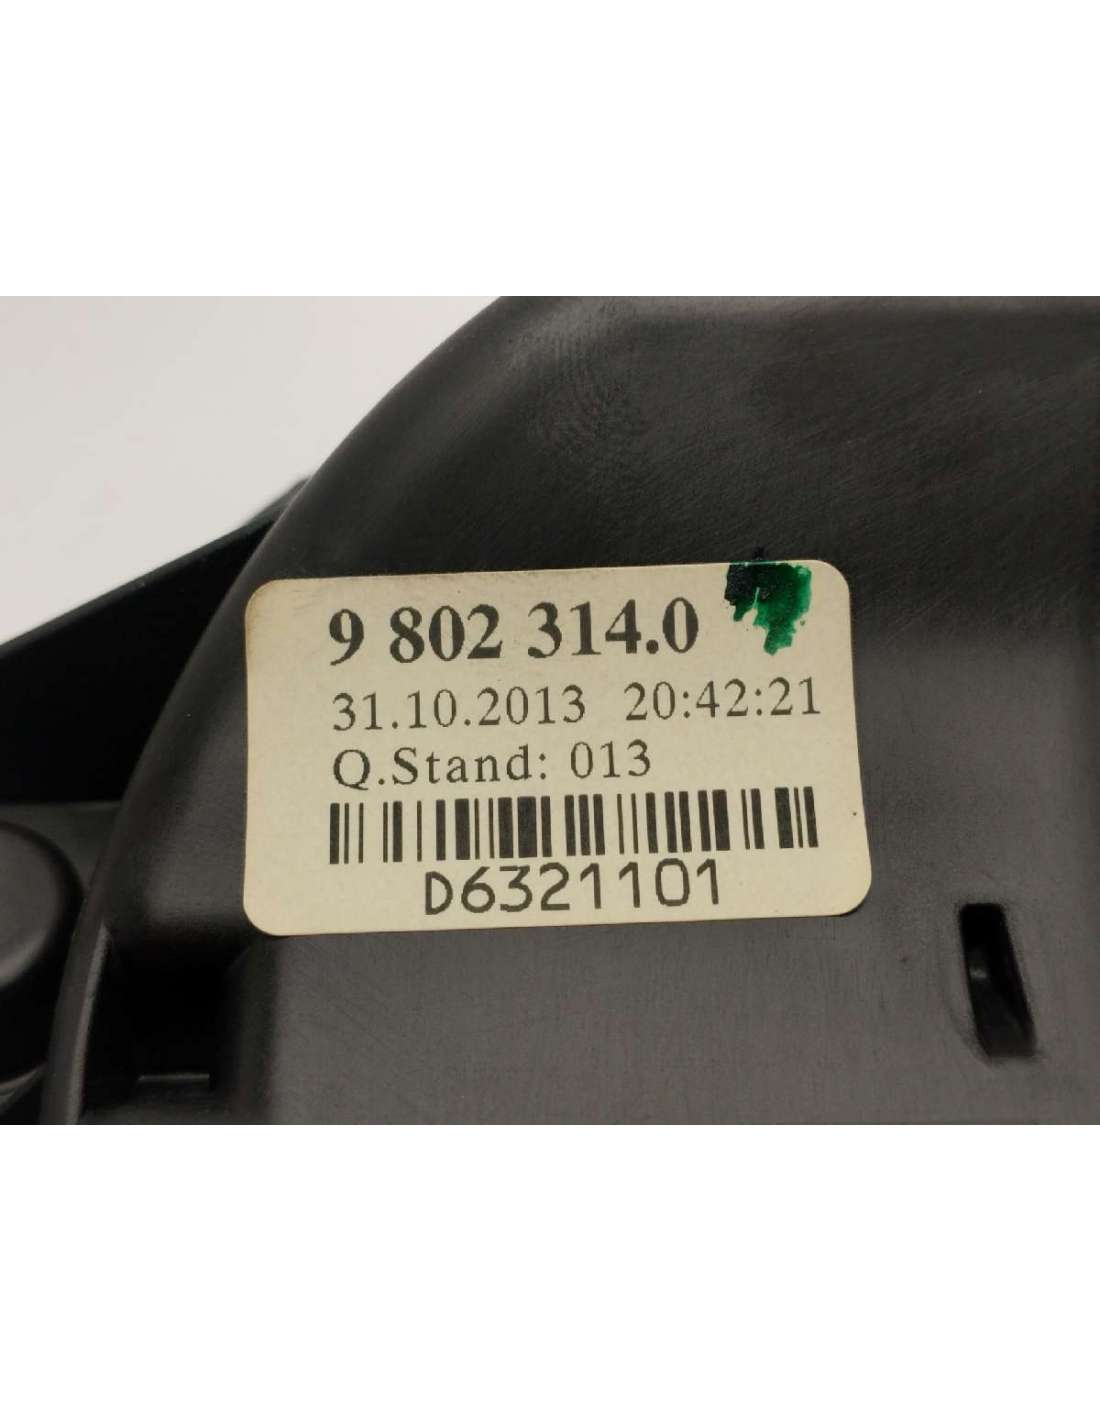 9 802 314.0
31.10.2013 20:42:21
Q.Stand: 013
D6321101